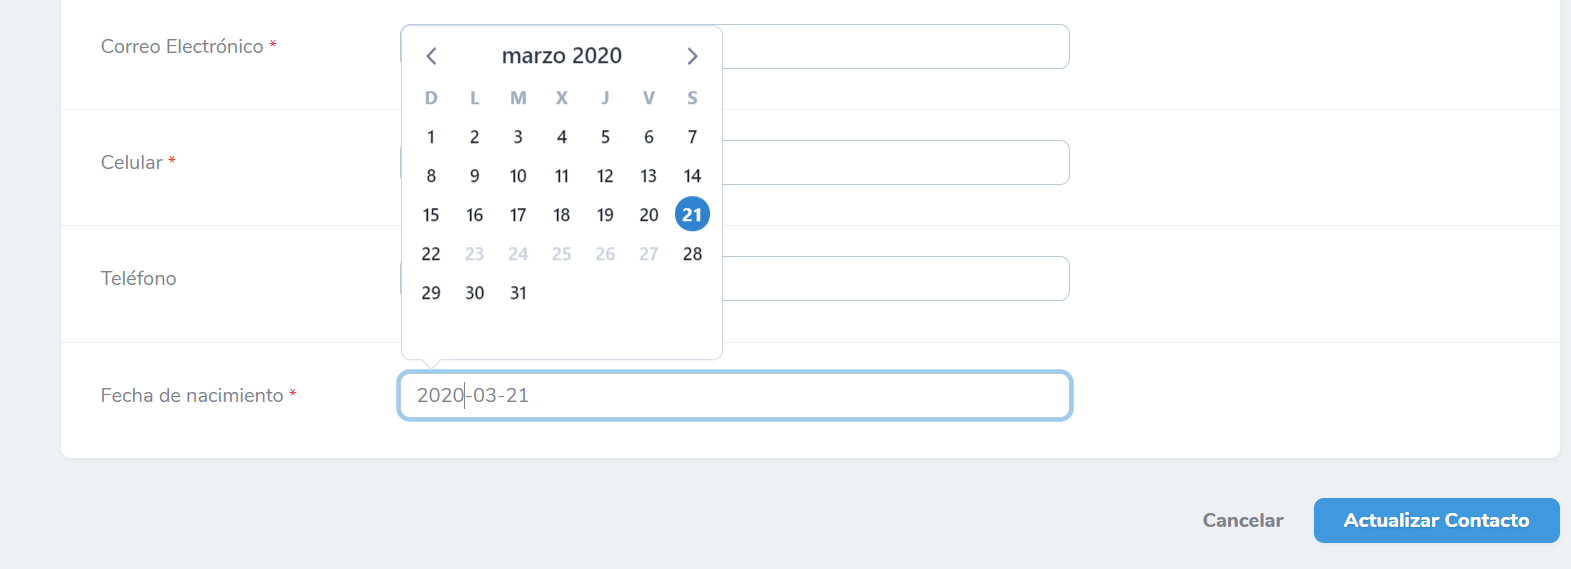 Correo Electrónico *
marzo 2020
D L M X J V S
1 2 3 4 5 6 7
8 9 10 11 12 13 14
15 16 17 18 19 20 21
22 23 24 25 26 27 28
29 30 31
Celular *
Teléfono
Fecha de nacimiento *
2020-03-21
Cancelar
Actualizar Contacto